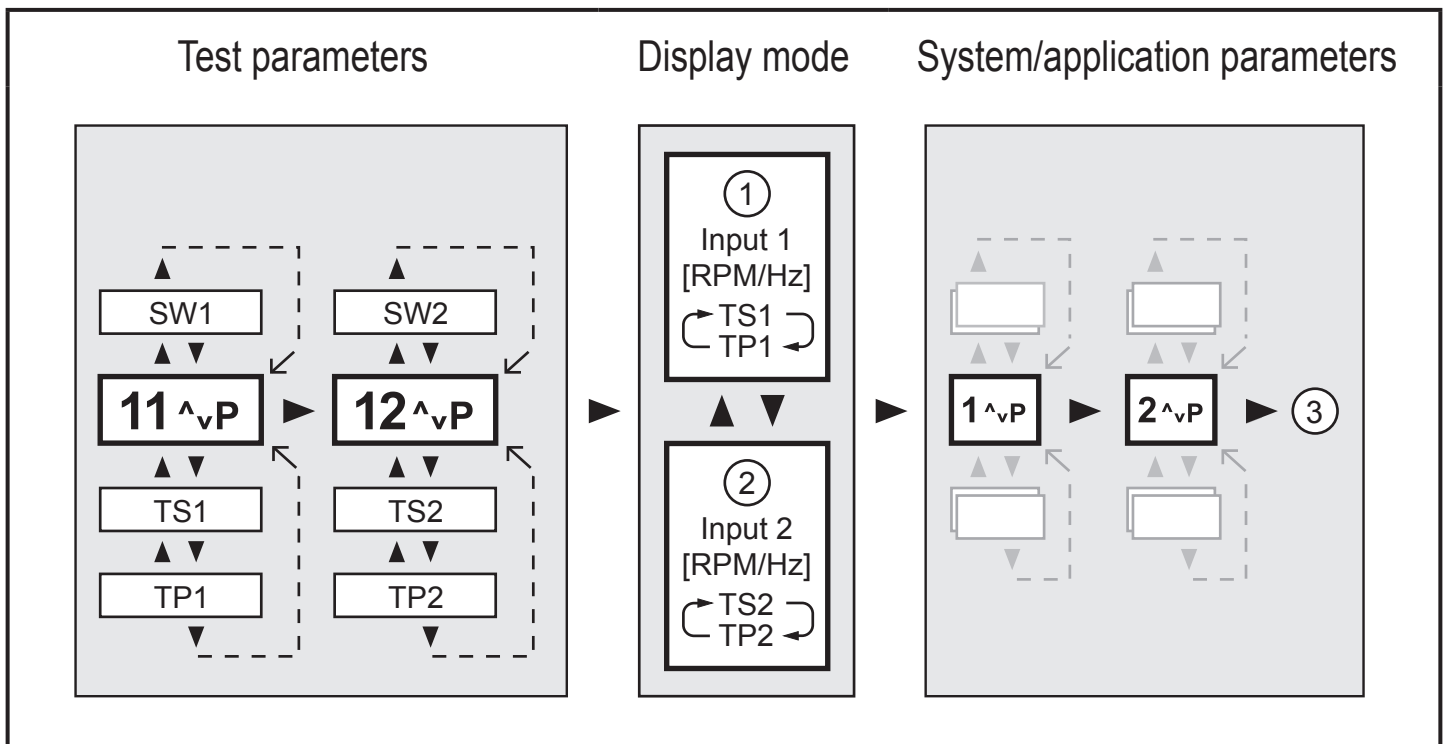 Test parameters
Display mode
System/application parameters
SW1
11 ^vP
TS1
TP1
SW2
12 ^vP
TS2
TP2
1
Input 1
[RPM/Hz]
TS1
TP1
2
Input 2
[RPM/Hz]
TS2
TP2
1 ^vP
2 ^vP
3